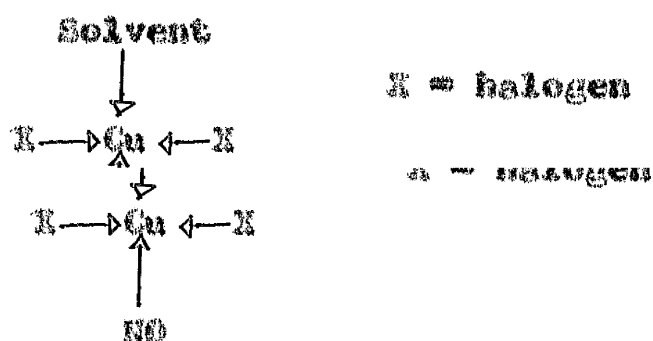 Solvent
X = halogen
X Cu X
X Cu X
NO